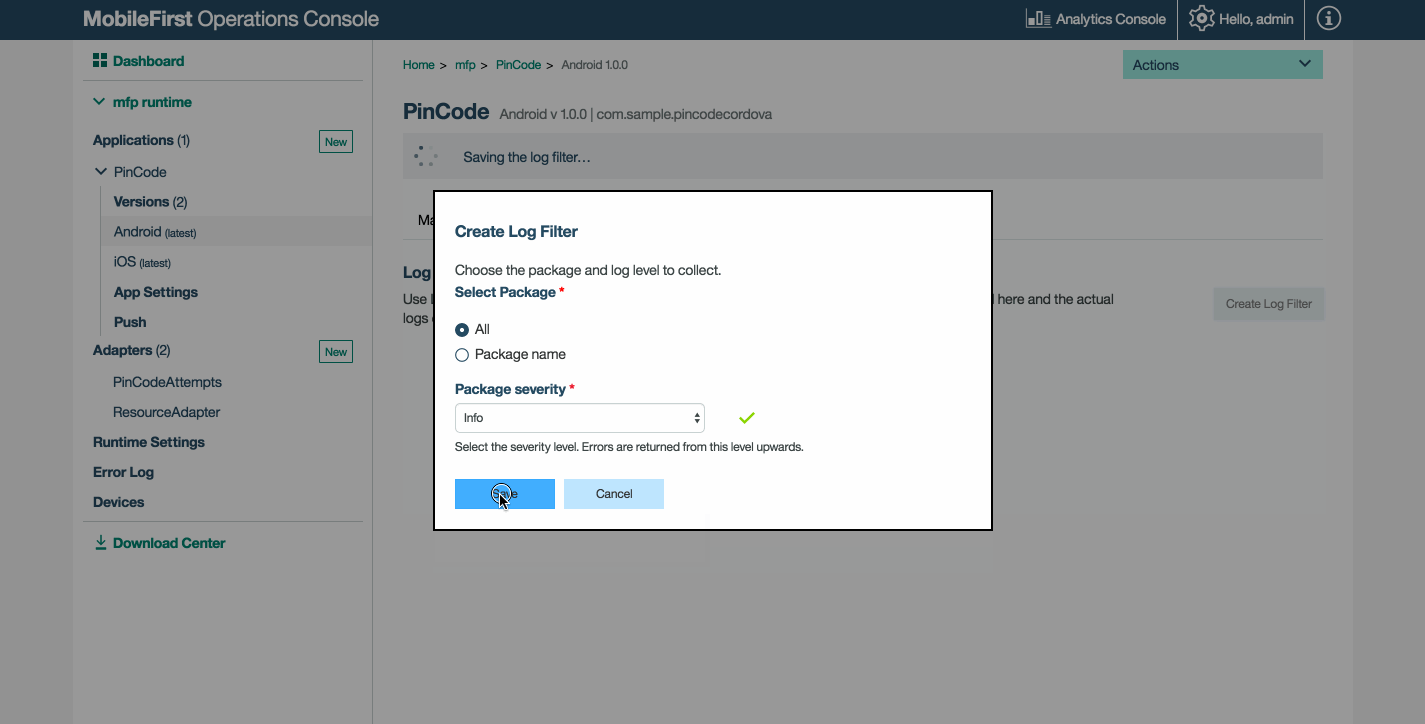 MobileFirst Operations Console
Analytics Console
Hello, admin
Dashboard
mfp runtime
Applications (1)
New
PinCode
Versions (2)
Android (latest)
iOS (latest)
App Settings
Push
Adapters (2)
New
PinCodeAttempts
ResourceAdapter
Runtime Settings
Error Log
Devices
Download Center
Home > mfp > PinCode > Android 1.0.0
Actions
PinCode Android v 1.0.0 | com.sample.pincodecordova
Saving the log filter...
Log
Use
here and the actual
logs
Create Log Filter
Create Log Filter
Choose the package and log level to collect.
Select Package *
All
Package name
Package severity *
Info
Select the severity level. Errors are returned from this level upwards.
Save
Cancel